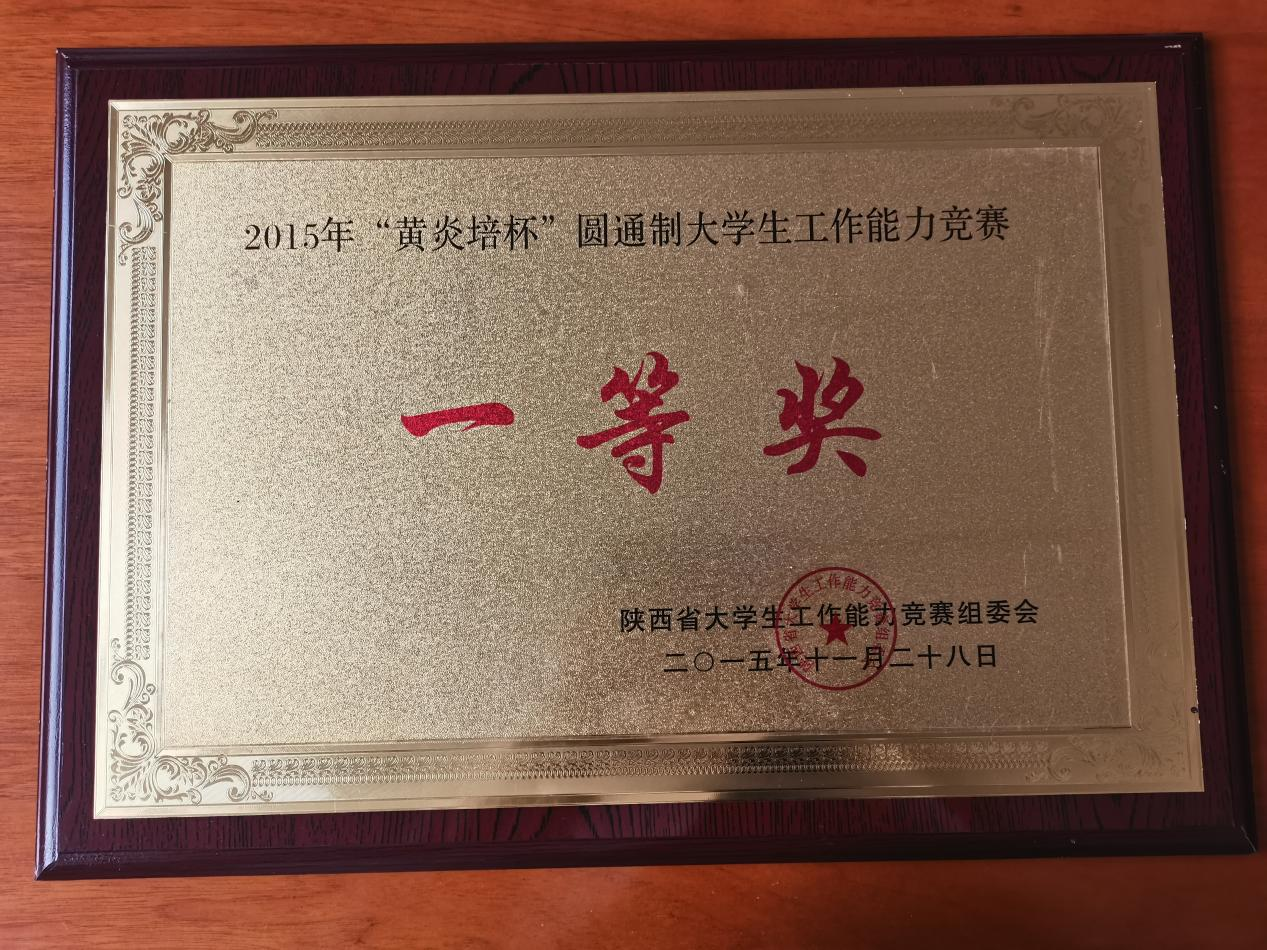 2015年“黄炎培杯”圆通制大学生工作能力竞赛
一等奖
陕西省大学生工作能力竞赛组委会
二〇一五年十一月二十八日